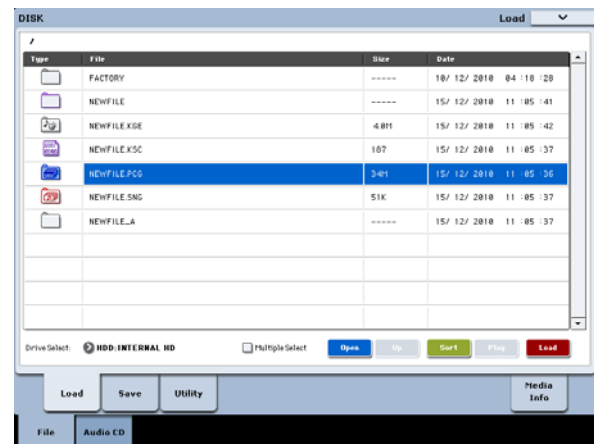 DISK Load
/
Type File Size Date
FACTORY ----- 10/ 12/ 2010 04 :18 :28
NEWFILE ----- 15/ 12/ 2010 11 :05 :41
NEWFILE.KGE 4.0M 15/ 12/ 2010 11 :05 :42
NEWFILE.KSC 187 15/ 12/ 2010 11 :05 :37
NEWFILE.PCG 34M 15/ 12/ 2010 11 :05 :36
NEWFILE.SNG 51K 15/ 12/ 2010 11 :05 :37
NEWFILE_A ----- 15/ 12/ 2010 11 :05 :37
Drive Select: HDD:INTERNAL HD Multiple Select Open Up Sort Play Load
Load Save Utility Media Info
File Audio CD